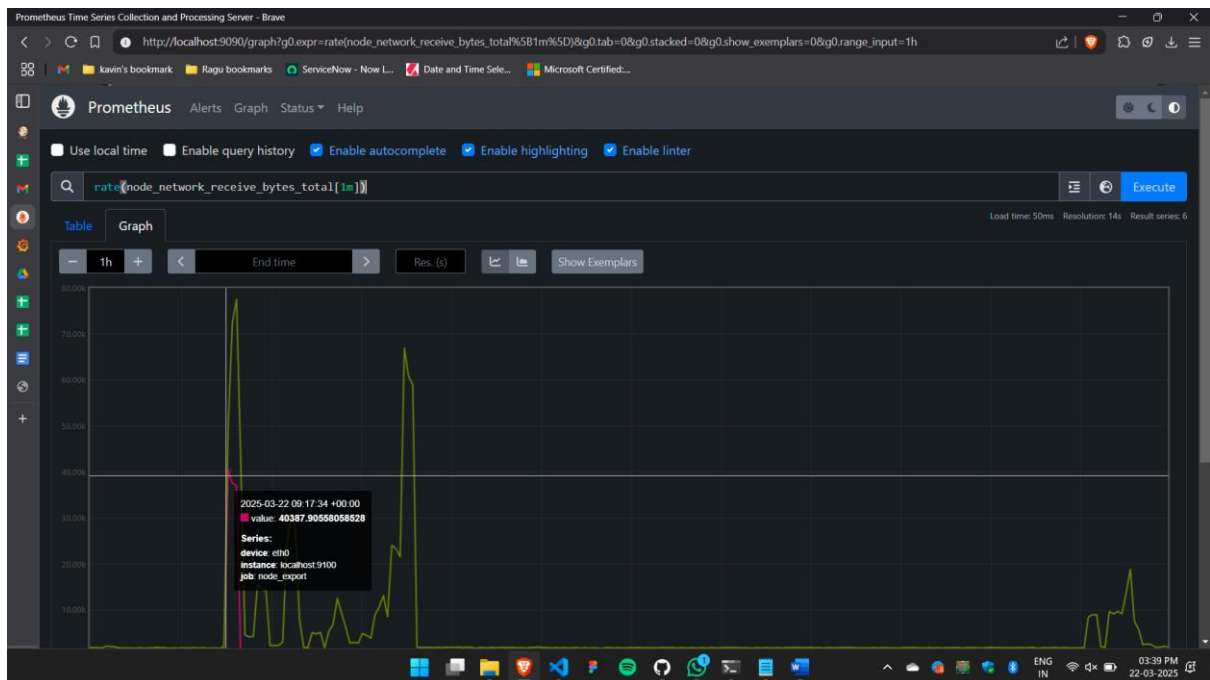 Prometheus Time Series Collection and Processing Server - Brave
http://localhost:9090/graph?g0.expr=rate(node_network_receive_bytes_total%5B1m%5D)&g0.tab=0&g0.stacked=0&g0.show_exemplars=0&g0.range_input=1h
kavin's bookmark Ragu bookmarks ServiceNow - Now L... Date and Time Sele... Microsoft Certified:...
Prometheus Alerts Graph Status Help
Use local time Enable query history Enable autocomplete Enable highlighting Enable linter
rate(node_network_receive_bytes_total[1m]) Execute
Load time: 50ms Resolution: 14s Result series: 6
Table Graph
− 1h + < End time > Res. (s) Show Exemplars
80.00k
70.00k
60.00k
50.00k
40.00k
30.00k
20.00k
10.00k
2025-03-22 09:17:34 +00:00
value: 40387.90558058528
Series:
device: eth0
instance: localhost:9100
job: node_export
1
ENG
IN
03:39 PM
22-03-2025